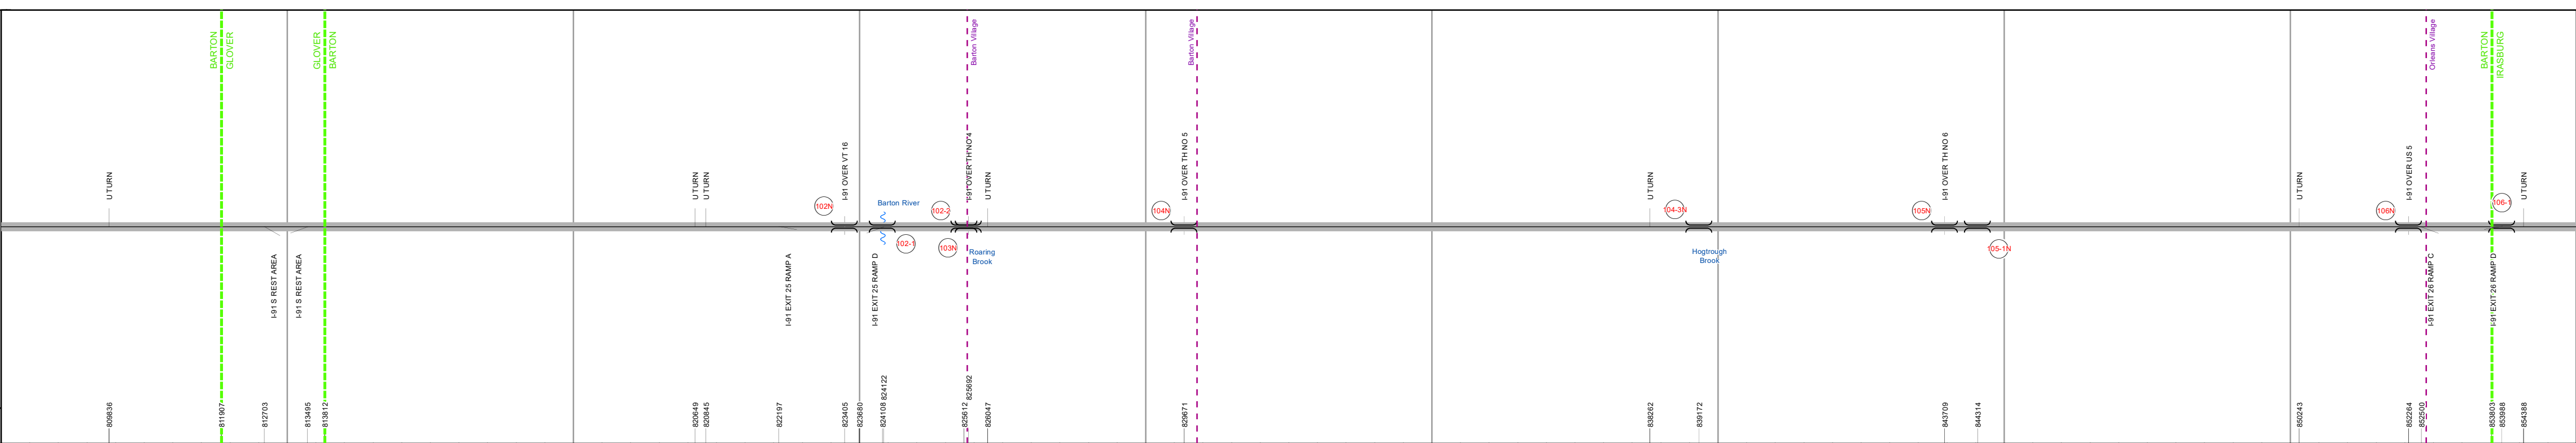 BARTON
GLOVER
GLOVER
BARTON
Barton Village
Barton Village
Orleans Village
BARTON
IRASBURG
U TURN
U TURN
U TURN
I-91 OVER VT 16
I-91 OVER TH NO 4
U TURN
I-91 OVER TH NO 5
U TURN
I-91 OVER TH NO 6
U TURN
I-91 OVER US 5
U TURN
102N
Barton River
102-2
104N
104-3N
105N
106N
106-1
102-1
103N
Roaring
Brook
Hogtrough
Brook
105-1N
I-91 S REST AREA
I-91 S REST AREA
I-91 EXIT 25 RAMP A
I-91 EXIT 25 RAMP D
I-91 EXIT 26 RAMP C
I-91 EXIT 26 RAMP D
809836
811907
812703
813495
813812
820649
820845
822197
823405
823680
824108
824122
825612
825692
826047
829671
838262
839172
843709
844314
850243
852264
852500
853803
853988
854388